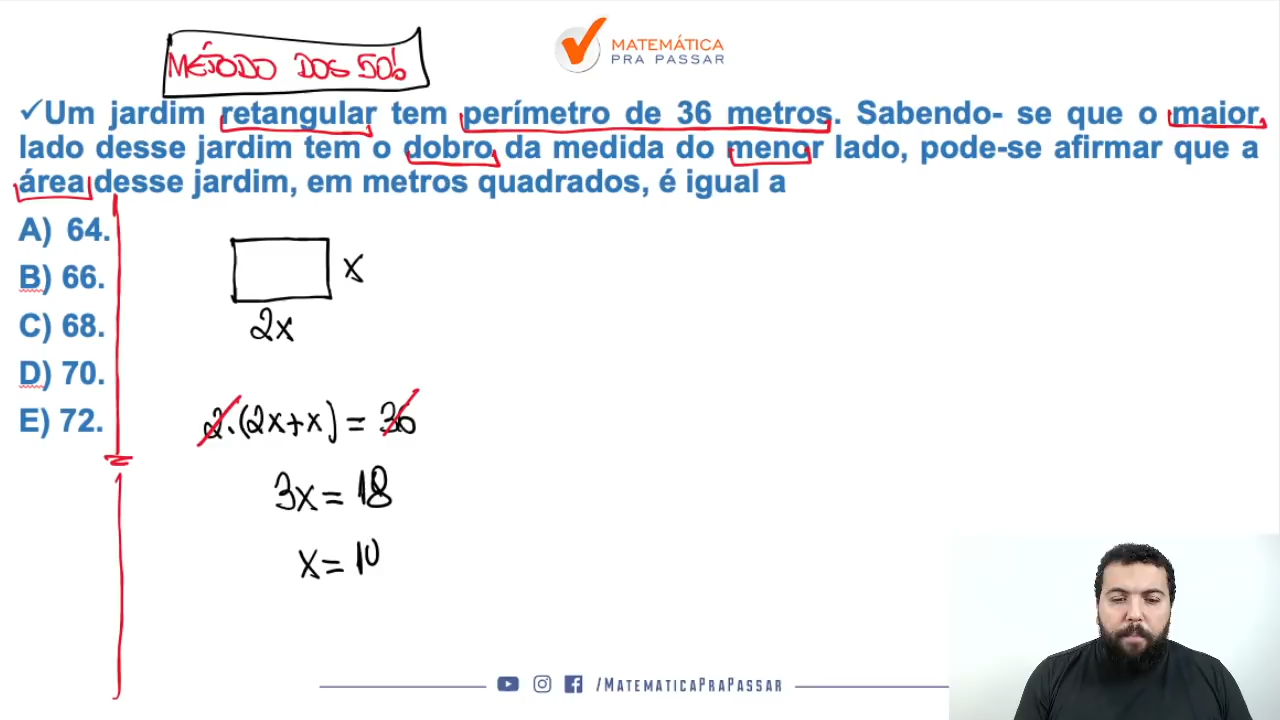 MÉTODO DOS 50%
MATEMÁTICA
PRA PASSAR
✓Um jardim retangular tem perímetro de 36 metros. Sabendo- se que o maior
lado desse jardim tem o dobro da medida do menor lado, pode-se afirmar que a
área desse jardim, em metros quadrados, é igual a
A) 64.
B) 66.
C) 68.
D) 70.
E) 72.
x
2x
2.(2x+x) = 36
3x = 18
x = 10
/MatematicaPraPassar